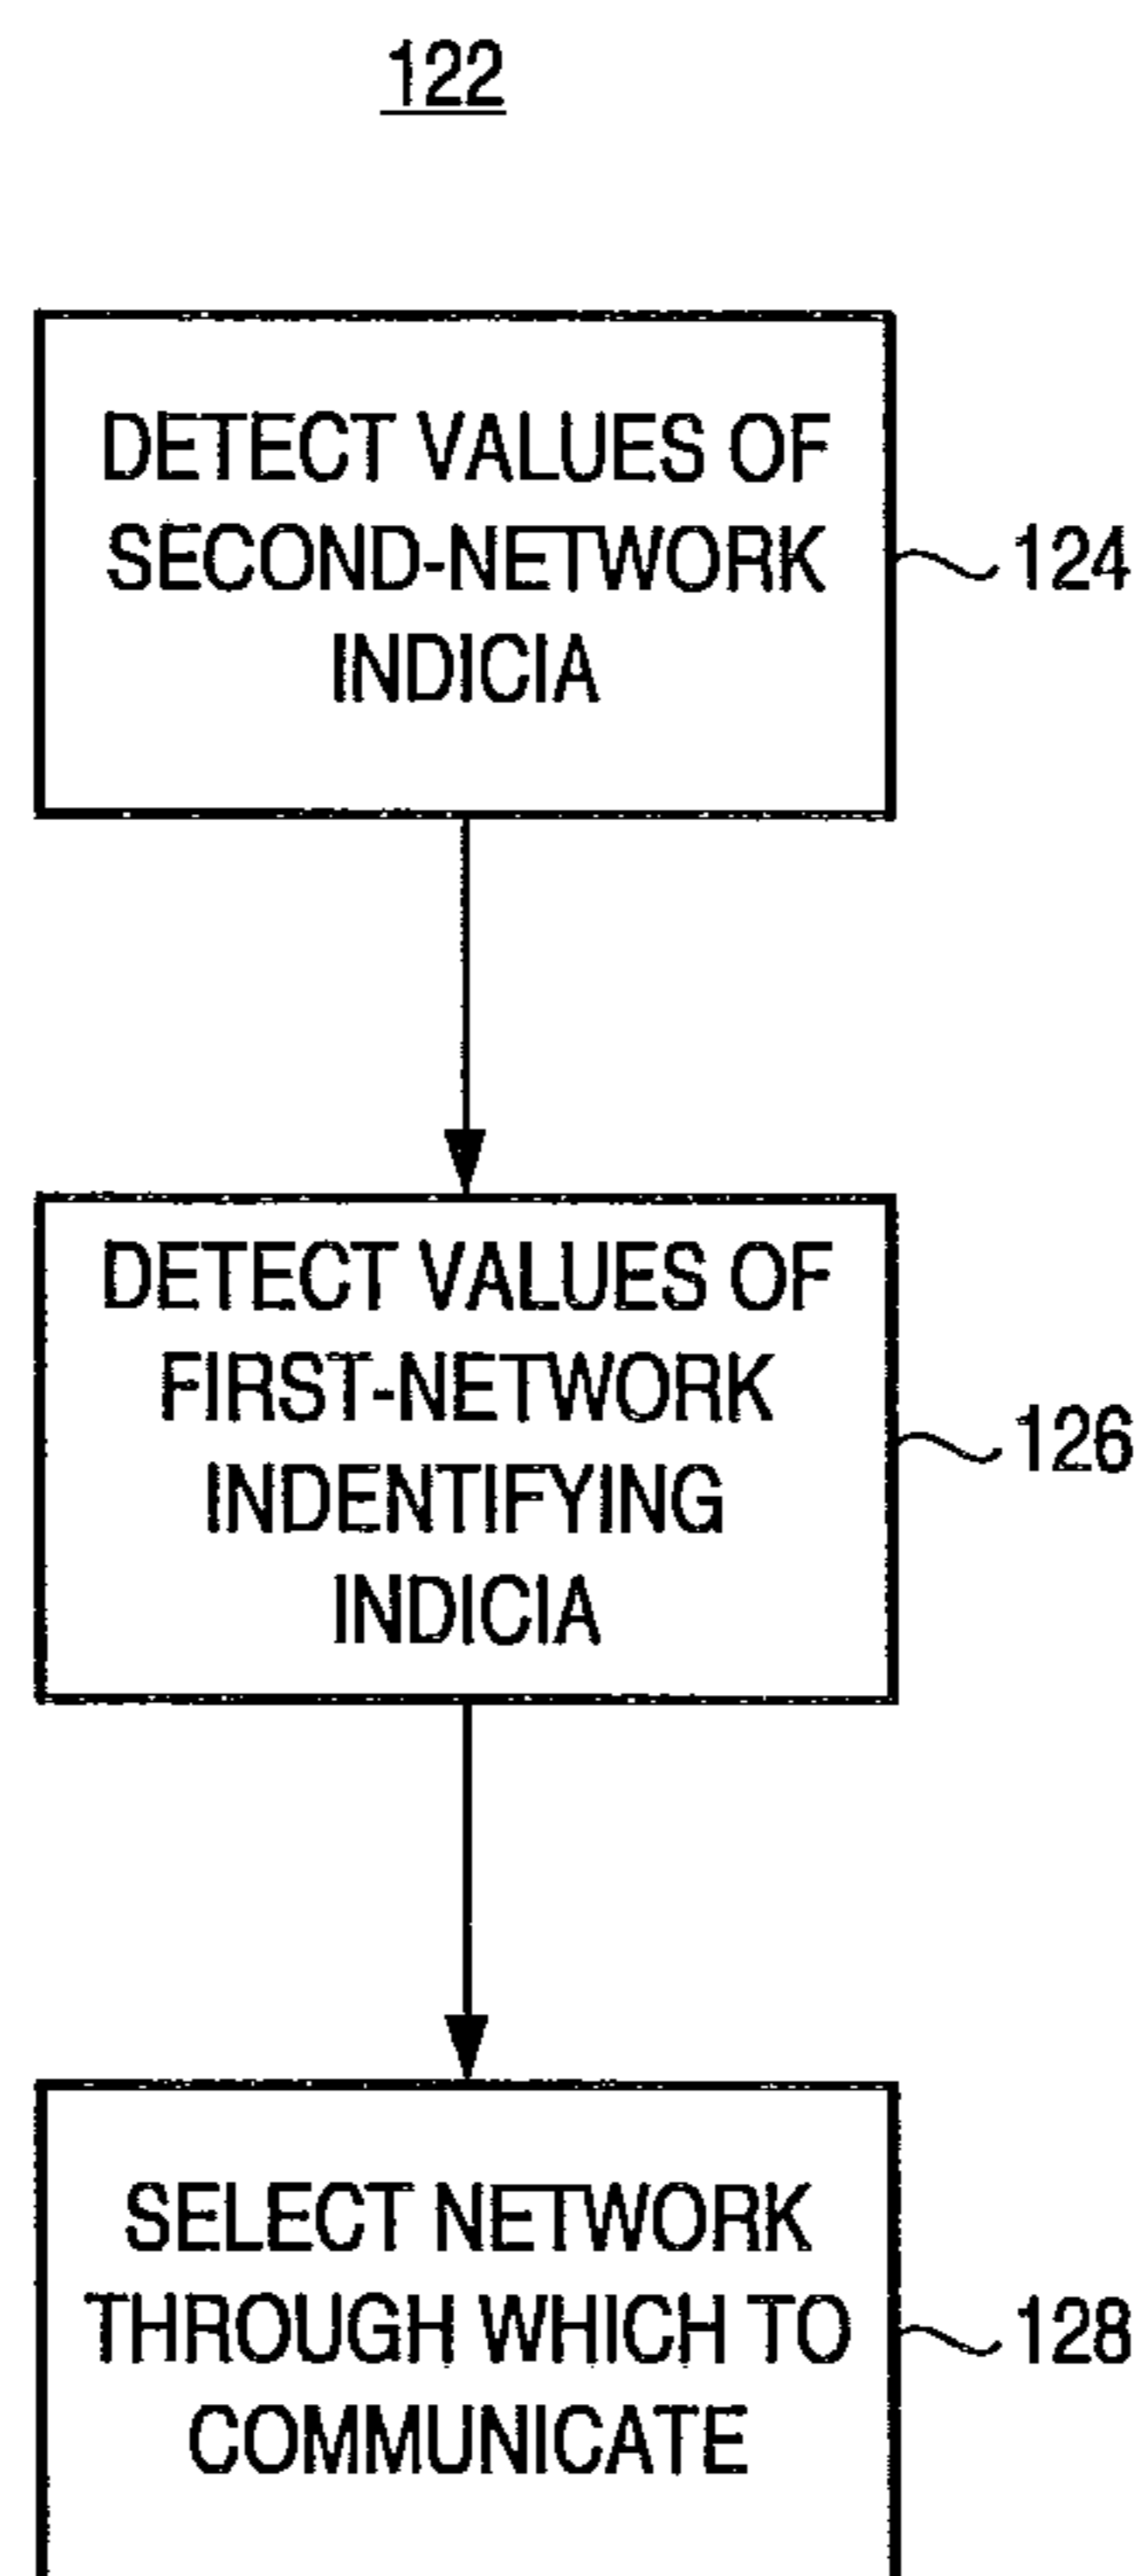 122
DETECT VALUES OF
SECOND-NETWORK
INDICIA
124
DETECT VALUES OF
FIRST-NETWORK
INDENTIFYING
INDICIA
126
SELECT NETWORK
THROUGH WHICH TO
COMMUNICATE
128